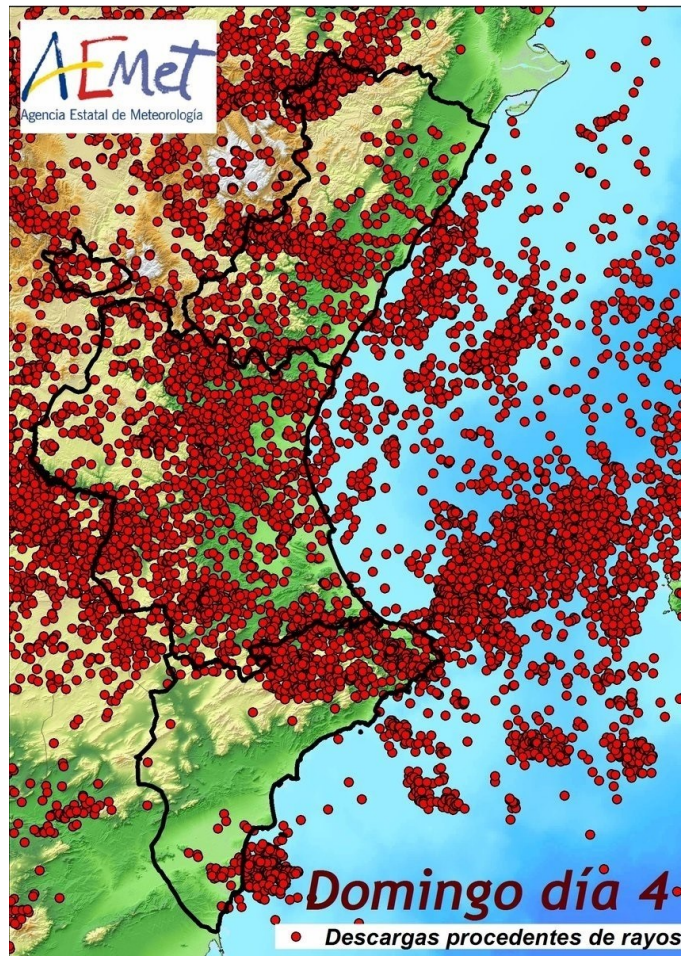 AEMet
Agencia Estatal de Meteorología
Domingo día 4
Descargas procedentes de rayos